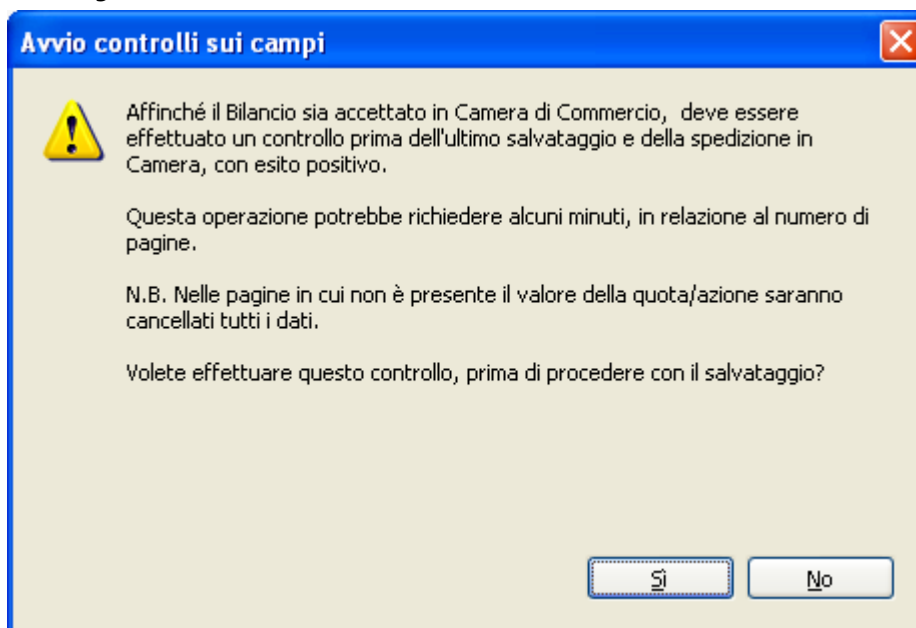 Avvio controlli sui campi
Affinché il Bilancio sia accettato in Camera di Commercio,  deve essere
effettuato un controllo prima dell'ultimo salvataggio e della spedizione in
Camera, con esito positivo.
Questa operazione potrebbe richiedere alcuni minuti, in relazione al numero di
pagine.
N.B. Nelle pagine in cui non è presente il valore della quota/azione saranno
cancellati tutti i dati.
Volete effettuare questo controllo, prima di procedere con il salvataggio?
Sì
No